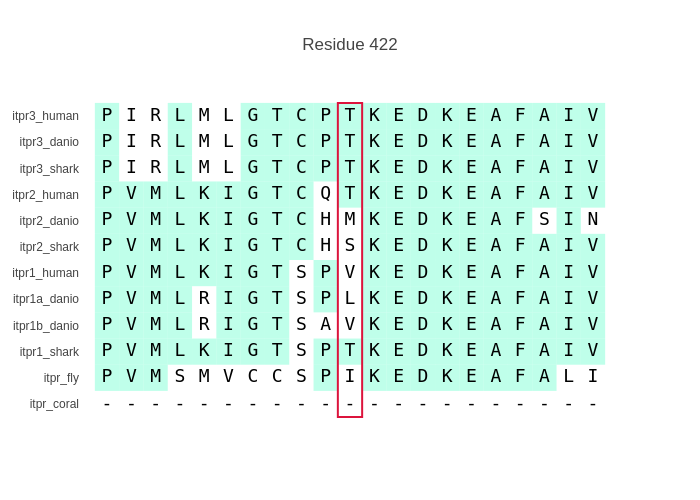 Residue 422
itpr3_human P I R L M L G T C P T K E D K E A F A I V
itpr3_danio P I R L M L G T C P T K E D K E A F A I V
itpr3_shark P I R L M L G T C P T K E D K E A F A I V
itpr2_human P V M L K I G T C Q T K E D K E A F A I V
itpr2_danio P V M L K I G T C H M K E D K E A F S I N
itpr2_shark P V M L K I G T C H S K E D K E A F A I V
itpr1_human P V M L K I G T S P V K E D K E A F A I V
itpr1a_danio P V M L R I G T S P L K E D K E A F A I V
itpr1b_danio P V M L R I G T S A V K E D K E A F A I V
itpr1_shark P V M L K I G T S P T K E D K E A F A I V
itpr_fly P V M S M V C C S P I K E D K E A F A L I
itpr_coral - - - - - - - - - - - - - - - - - - - - -